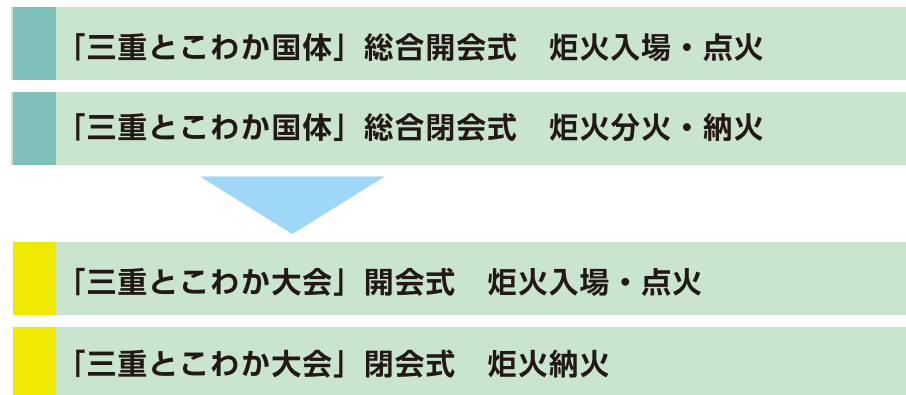 「三重とこわか国体」総合開会式　炬火入場・点火
「三重とこわか国体」総合閉会式　炬火分火・納火
「三重とこわか大会」開会式　炬火入場・点火
「三重とこわか大会」閉会式　炬火納火